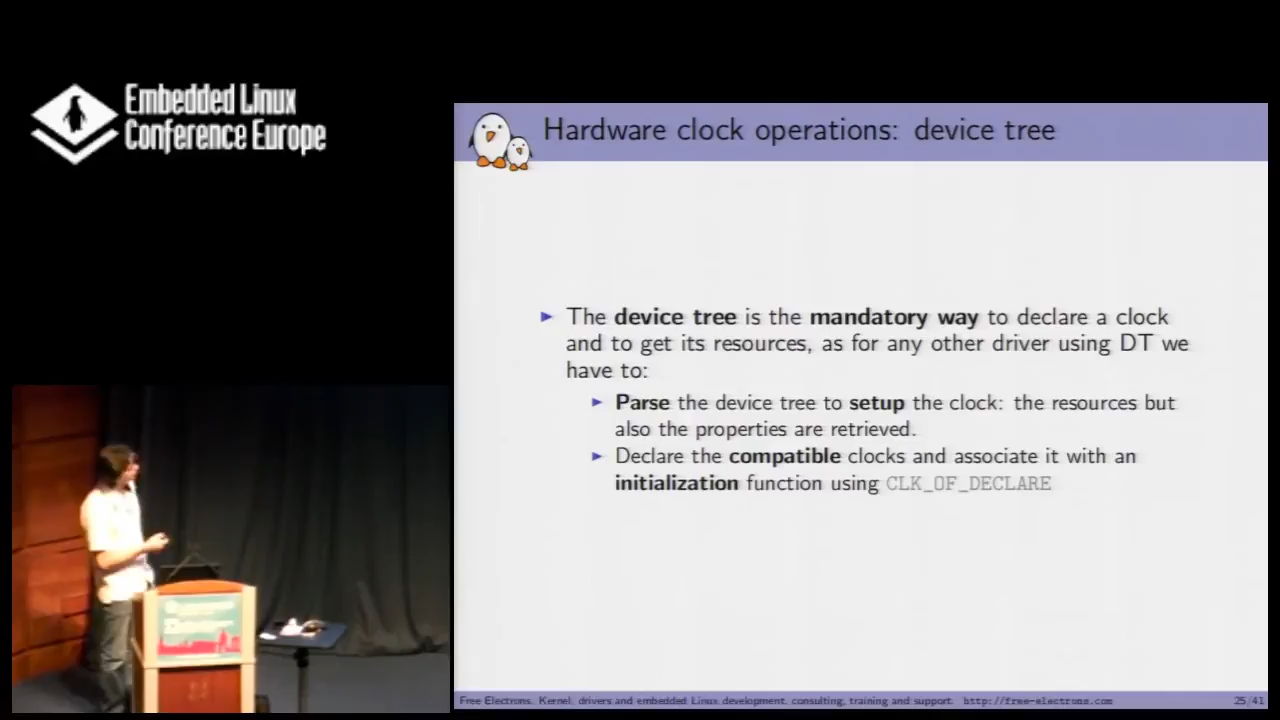 Embedded Linux
Conference Europe
Hardware clock operations: device tree
The device tree is the mandatory way to declare a clock
and to get its resources, as for any other driver using DT we
have to:
Parse the device tree to setup the clock: the resources but
also the properties are retrieved.
Declare the compatible clocks and associate it with an
initialization function using CLK_OF_DECLARE
Free Electrons. Kernel, drivers and embedded Linux development, consulting, training and support. http://free-electrons.com
25/41